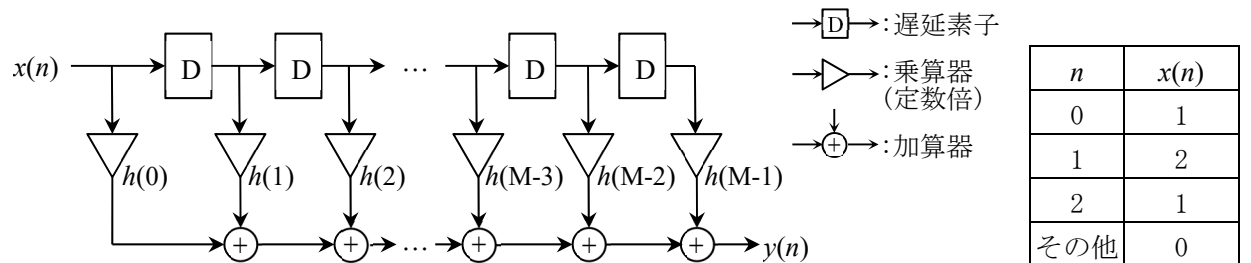 x(n) D D … D D
h(0) h(1) h(2) h(M-3) h(M-2) h(M-1)
+ + … + + + y(n)
D :遅延素子
:乗算器
(定数倍)
+ :加算器
n x(n)
0 1
1 2
2 1
その他 0